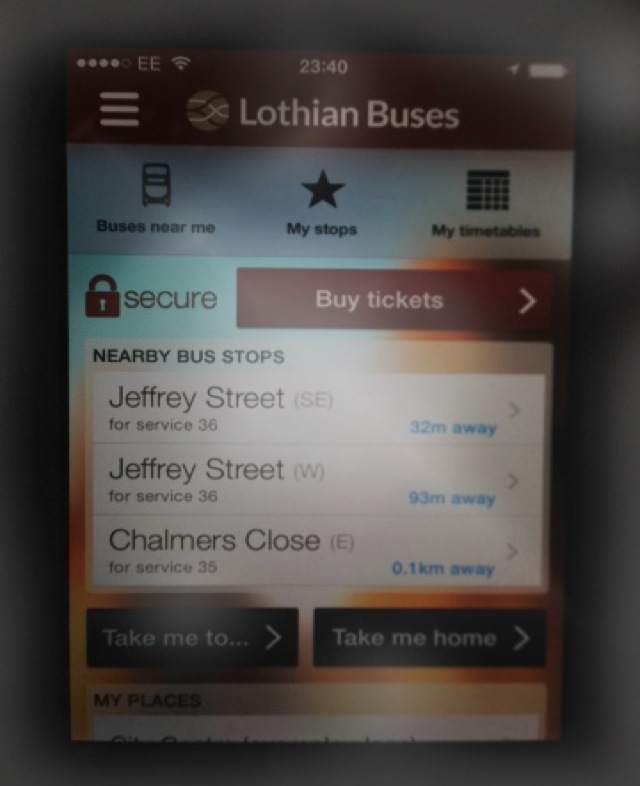 EE 23:40
Lothian Buses
Buses near me My stops My timetables
secure Buy tickets
NEARBY BUS STOPS
Jeffrey Street (SE)
for service 36 32m away
Jeffrey Street (W)
for service 36 93m away
Chalmers Close (E)
for service 35 0.1km away
Take me to... Take me home
MY PLACES